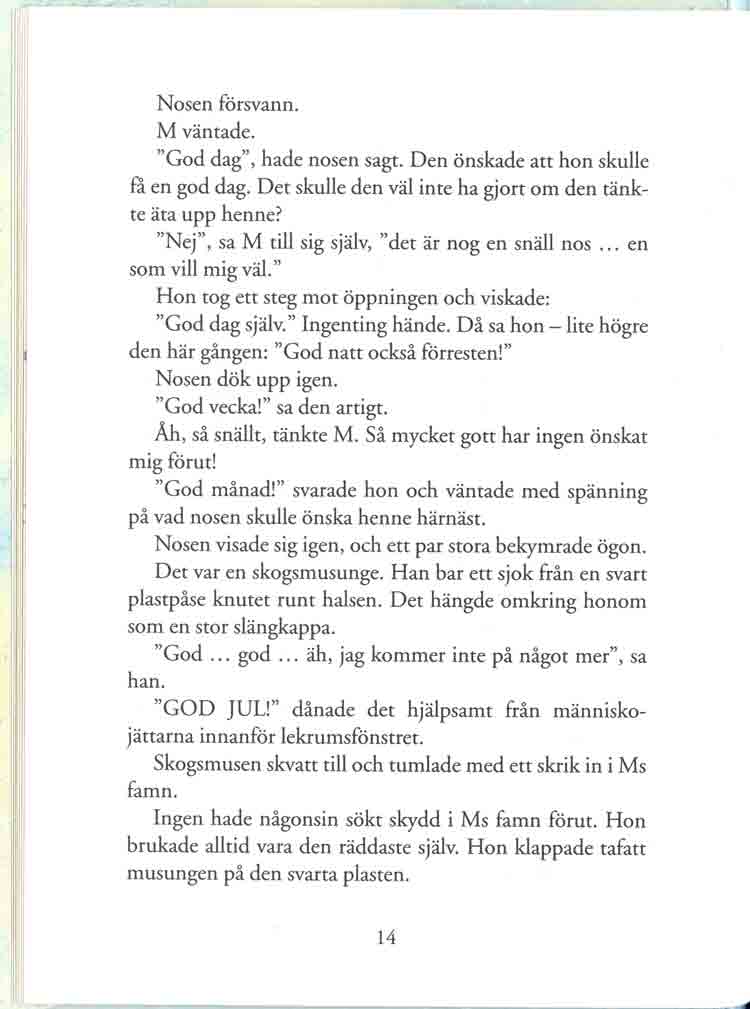 Nosen försvann.
M väntade.
”God dag”, hade nosen sagt. Den önskade att hon skulle
få en god dag. Det skulle den väl inte ha gjort om den tänk-
te äta upp henne?
”Nej”, sa M till sig själv, ”det är nog en snäll nos ... en
som vill mig väl.”
Hon tog ett steg mot öppningen och viskade:
”God dag själv.” Ingenting hände. Då sa hon – lite högre
den här gången: ”God natt också förresten!”
Nosen dök upp igen.
”God vecka!” sa den artigt.
Åh, så snällt, tänkte M. Så mycket gott har ingen önskat
mig förut!
”God månad!” svarade hon och väntade med spänning
på vad nosen skulle önska henne härnäst.
Nosen visade sig igen, och ett par stora bekymrade ögon.
Det var en skogsmusunge. Han bar ett sjok från en svart
plastpåse knutet runt halsen. Det hängde omkring honom
som en stor slängkappa.
”God ... god ... äh, jag kommer inte på något mer”, sa
han.
”GOD JUL!” dånade det hjälpsamt från människo-
jättarna innanför lekrumsfönstret.
Skogsmusen skvatt till och tumlade med ett skrik in i Ms
famn.
Ingen hade någonsin sökt skydd i Ms famn förut. Hon
brukade alltid vara den räddaste själv. Hon klappade tafatt
musungen på den svarta plasten.
14